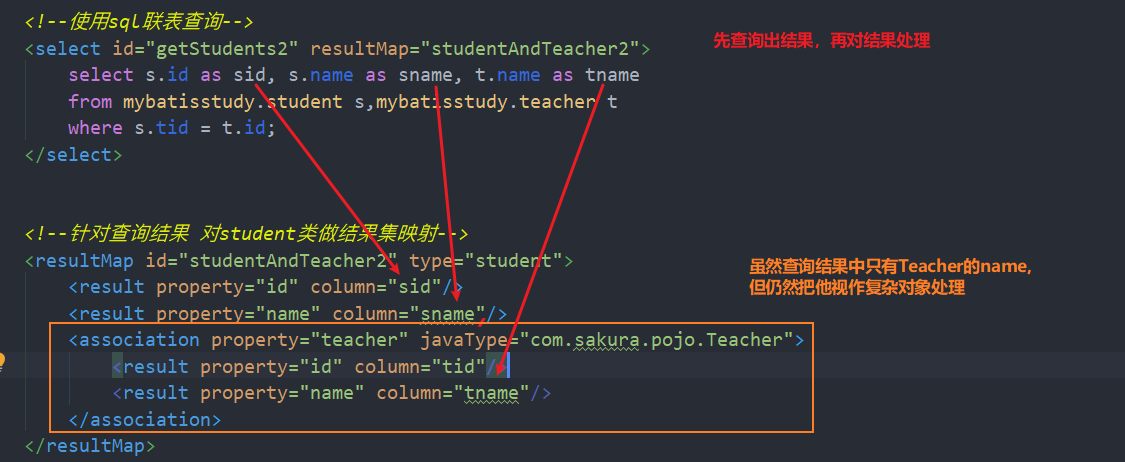 <!--使用sql联表查询-->
<select id="getStudents2" resultMap="studentAndTeacher2">
先查询出结果，再对结果处理
select s.id as sid, s.name as sname, t.name as tname
from mybatisstudy.student s,mybatisstudy.teacher t
where s.tid = t.id;
</select>
<!--针对查询结果 对student类做结果集映射-->
<resultMap id="studentAndTeacher2" type="student">
虽然查询结果中只有Teacher的name,
但仍然把他视作复杂对象处理
<result property="id" column="sid"/>
<result property="name" column="sname"/>
<association property="teacher" javaType="com.sakura.pojo.Teacher">
<result property="id" column="tid"/>
<result property="name" column="tname"/>
</association>
</resultMap>